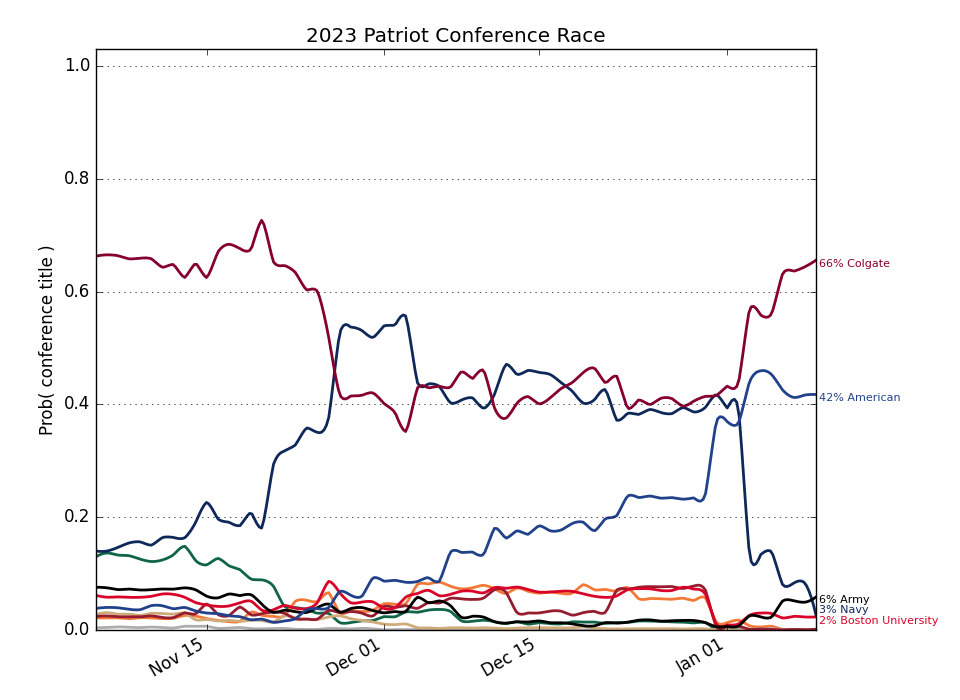 2023 Patriot Conference Race
Prob( conference title )
1.0
0.8
0.6
0.4
0.2
0.0
Nov 15
Dec 01
Dec 15
Jan 01
66% Colgate
42% American
6% Army
3% Navy
2% Boston University